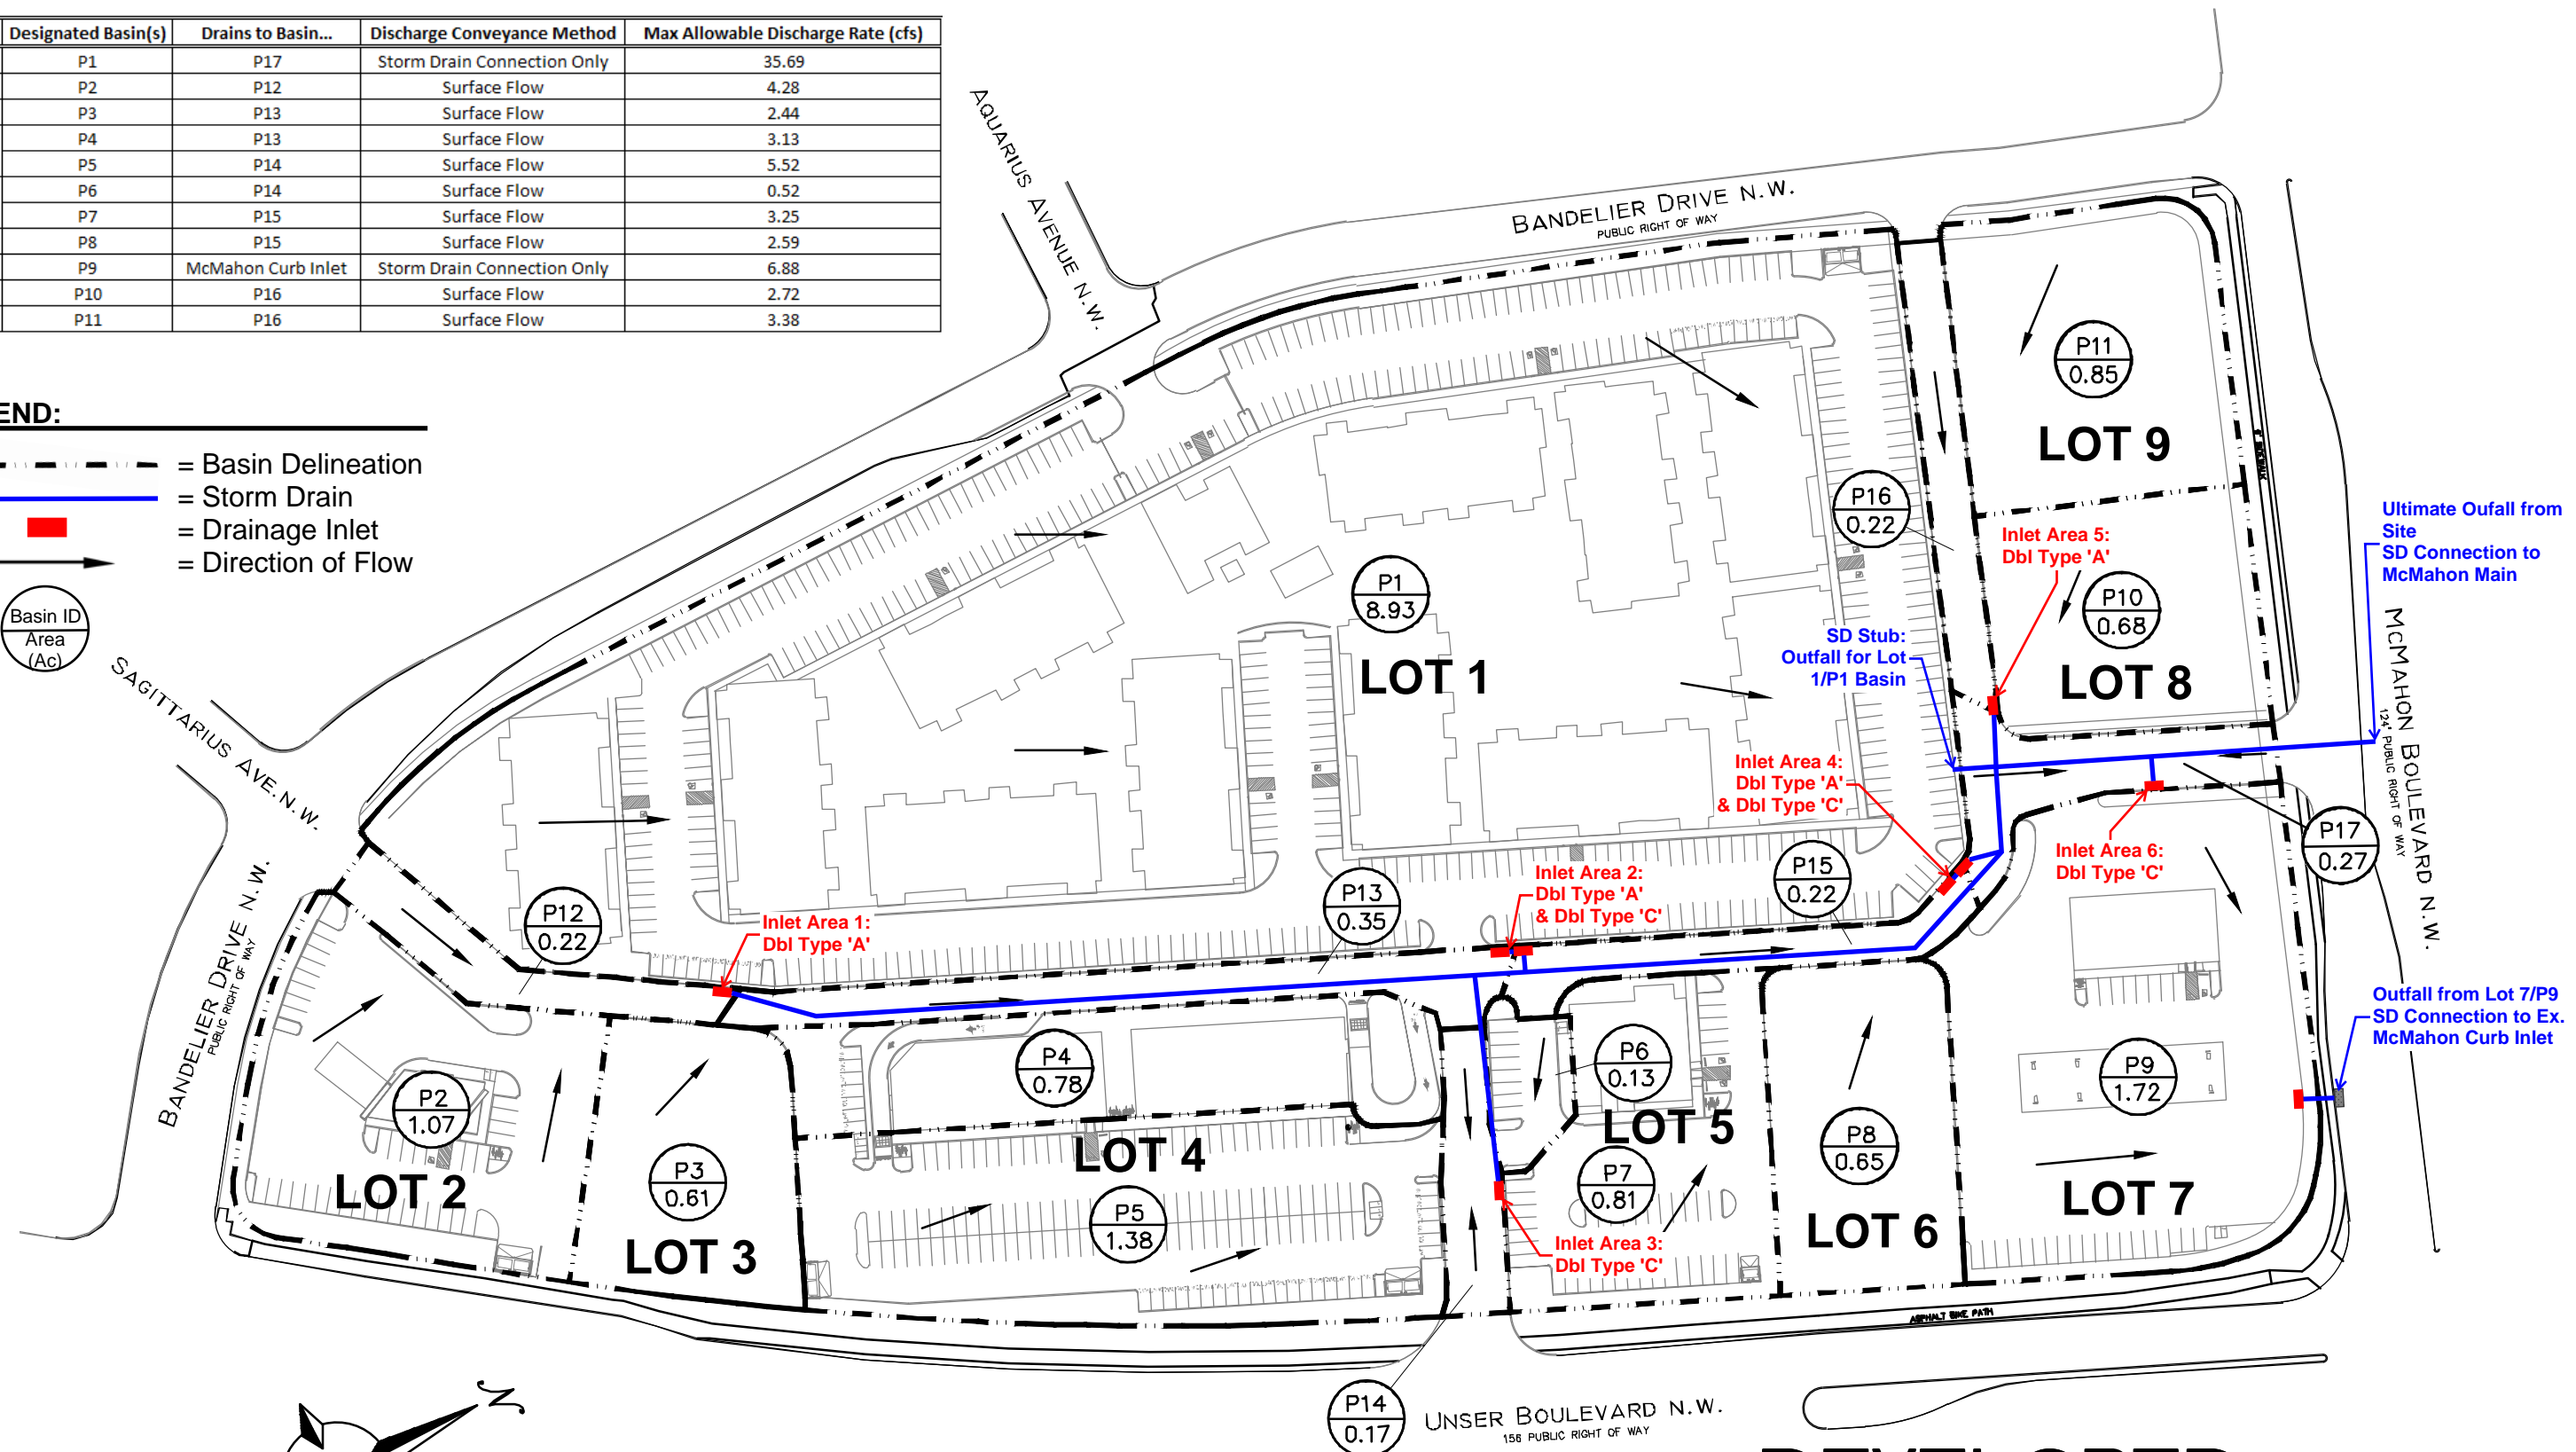 Designated Basin(s) Drains to Basin... Discharge Conveyance Method Max Allowable Discharge Rate (cfs)
P1 P17 Storm Drain Connection Only 35.69
P2 P12 Surface Flow 4.28
P3 P13 Surface Flow 2.44
P4 P13 Surface Flow 3.13
P5 P14 Surface Flow 5.52
P6 P14 Surface Flow 0.52
P7 P15 Surface Flow 3.25
P8 P15 Surface Flow 2.59
P9 McMahon Curb Inlet Storm Drain Connection Only 6.88
P10 P16 Surface Flow 2.72
P11 P16 Surface Flow 3.38
END:
= Basin Delineation
= Storm Drain
= Drainage Inlet
= Direction of Flow
Basin ID
Area
(Ac)
AQUARIUS AVENUE N.W.
BANDELIER DRIVE N.W.
PUBLIC RIGHT OF WAY
P11
0.85
LOT 9
P16
0.22
Inlet Area 5:
Dbl Type 'A'
Ultimate Oufall from
Site
SD Connection to
McMahon Main
P1
8.93
LOT 1
P10
0.68
LOT 8
SD Stub:
Outfall for Lot
1/P1 Basin
MCMAHON BOULEVARD N.W.
124' PUBLIC RIGHT OF WAY
SAGITTARIUS AVE. N.W.
Inlet Area 4:
Dbl Type 'A'
& Dbl Type 'C'
P17
0.27
Inlet Area 6:
Dbl Type 'C'
P15
0.22
Inlet Area 2:
Dbl Type 'A'
& Dbl Type 'C'
P13
0.35
P12
0.22
Inlet Area 1:
Dbl Type 'A'
BANDELIER DRIVE N.W.
PUBLIC RIGHT OF WAY
Outfall from Lot 7/P9
SD Connection to Ex.
McMahon Curb Inlet
P4
0.78
P6
0.13
P9
1.72
P2
1.07
LOT 5
P8
0.65
LOT 4
P3
0.61
P7
0.81
LOT 2
LOT 7
P5
1.38
LOT 6
LOT 3
Inlet Area 3:
Dbl Type 'C'
ASPHALT BIKE PATH
P14
0.17
UNSER BOULEVARD N.W.
156 PUBLIC RIGHT OF WAY
N
DEVELOPED